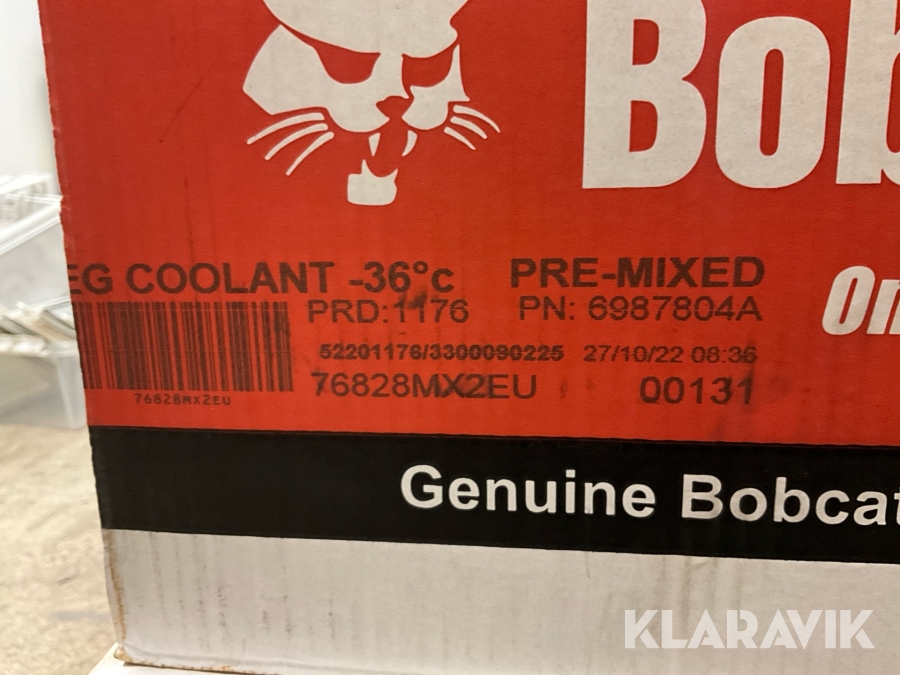 Bob
EG COOLANT -36°c PRE-MIXED
On
PRD:1176 PN: 6987804A
52201176/3300090225 27/10/22 08:36
76828MX2EU 00131
76828MX2EU
Genuine Bobcat
KLARAVIK